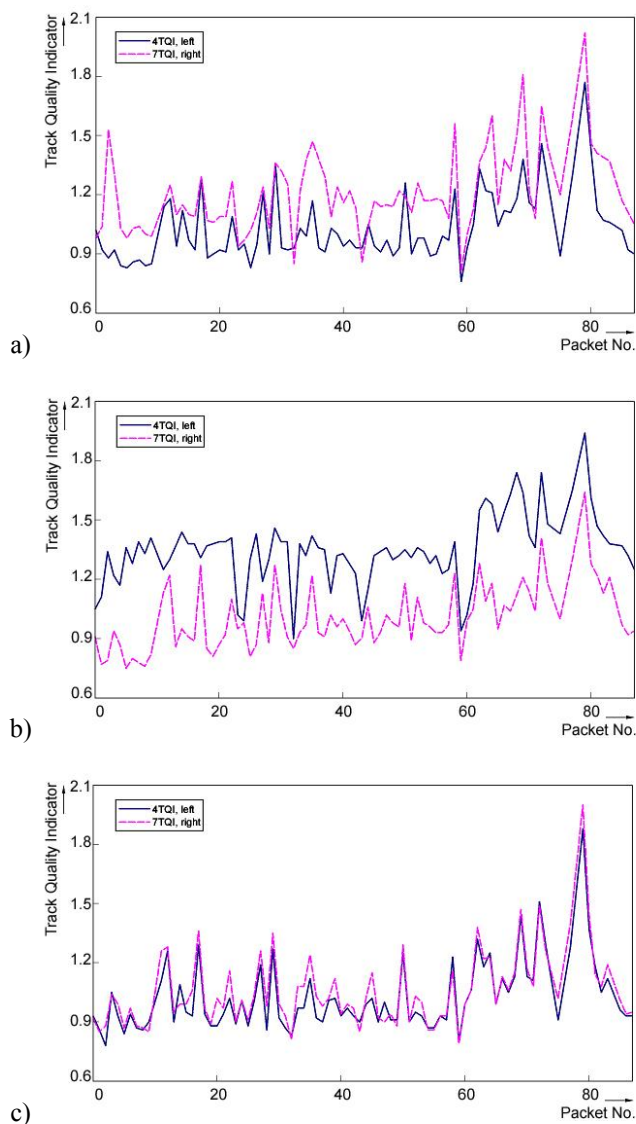 2.1
Track Quality Indicator
4TQI, left
7TQI, right
1.8
1.5
1.2
0.9
0.6
0
20
40
60
80
Packet No.
a)
2.1
Track Quality Indicator
4TQI, left
7TQI, right
1.8
1.5
1.2
0.9
0.6
0
20
40
60
80
Packet No.
b)
2.1
Track Quality Indicator
4TQI, left
7TQI, right
1.8
1.5
1.2
0.9
0.6
0
20
40
60
80
Packet No.
c)